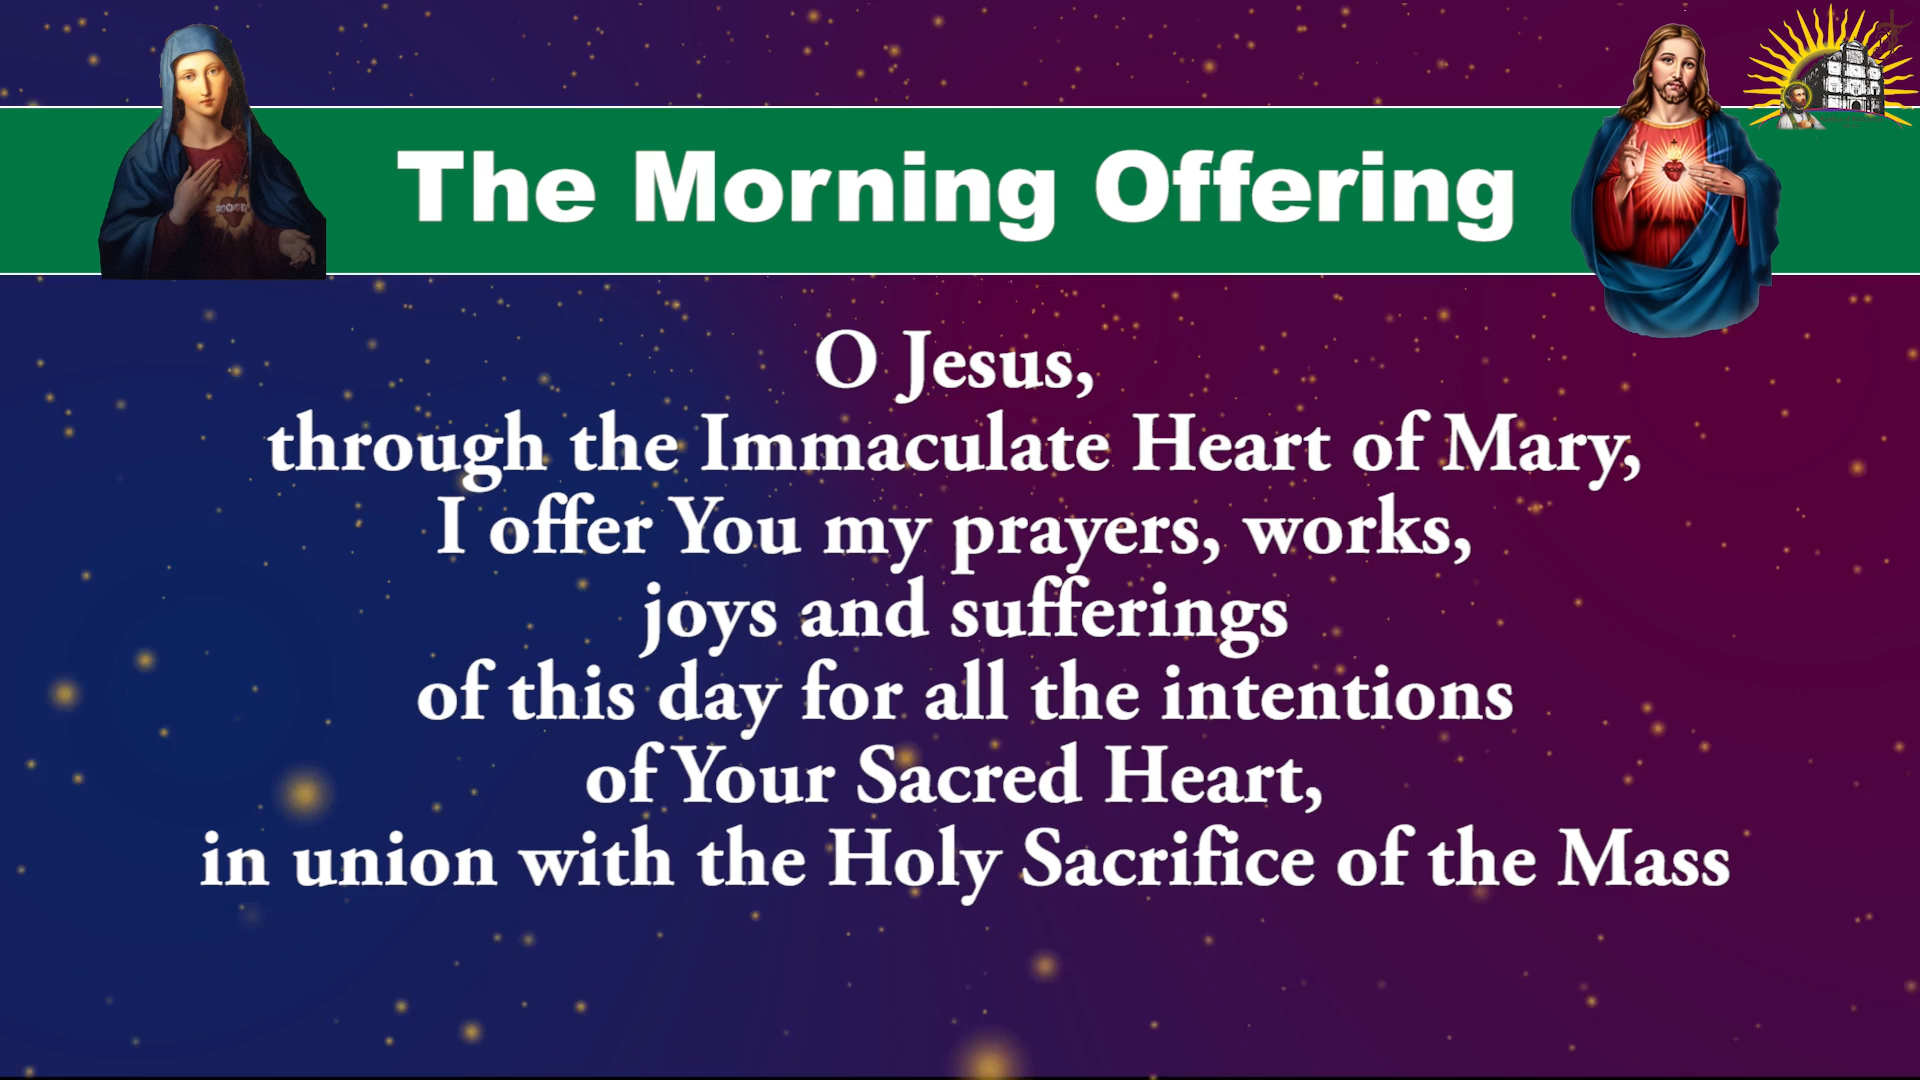 The Morning Offering
O Jesus,
through the Immaculate Heart of Mary,
I offer You my prayers, works,
joys and sufferings
of this day for all the intentions
of Your Sacred Heart,
in union with the Holy Sacrifice of the Mass